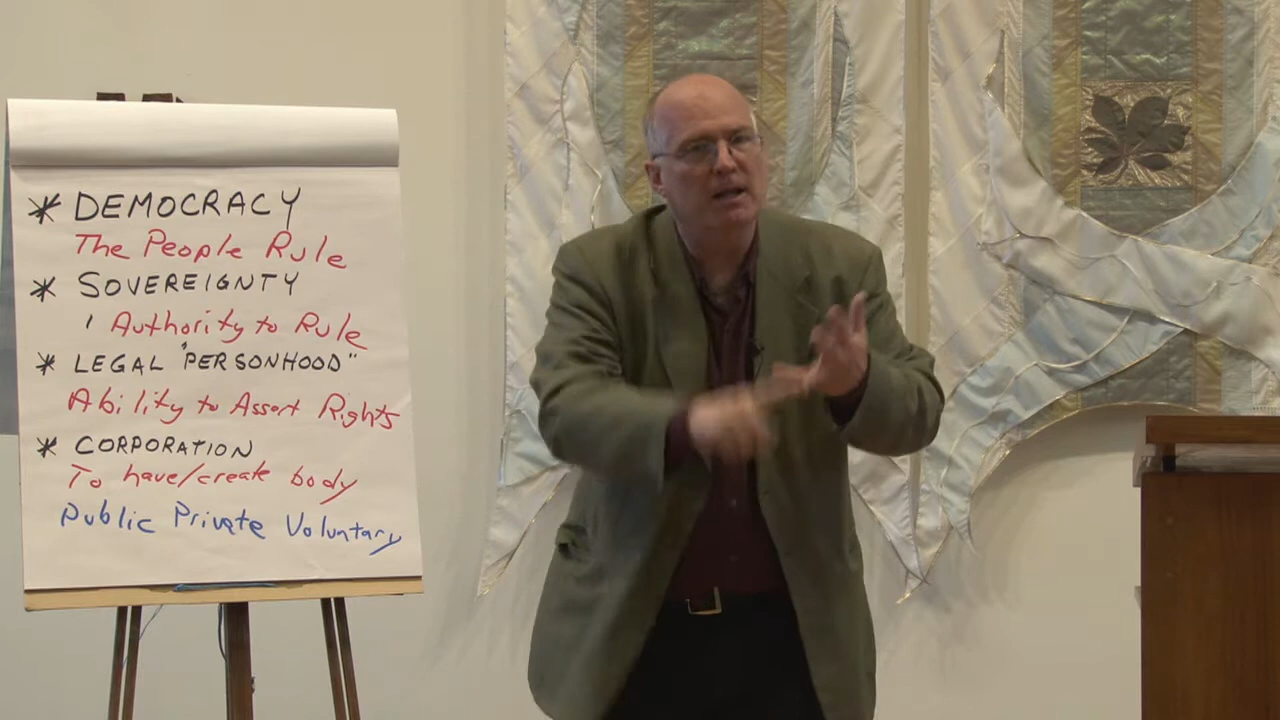 * DEMOCRACY
The People Rule
* SOVEREIGNTY
' Authority to Rule
* LEGAL "PERSONHOOD"
Ability to Assert Rights
* CORPORATION
To have/create body
Public Private Voluntary